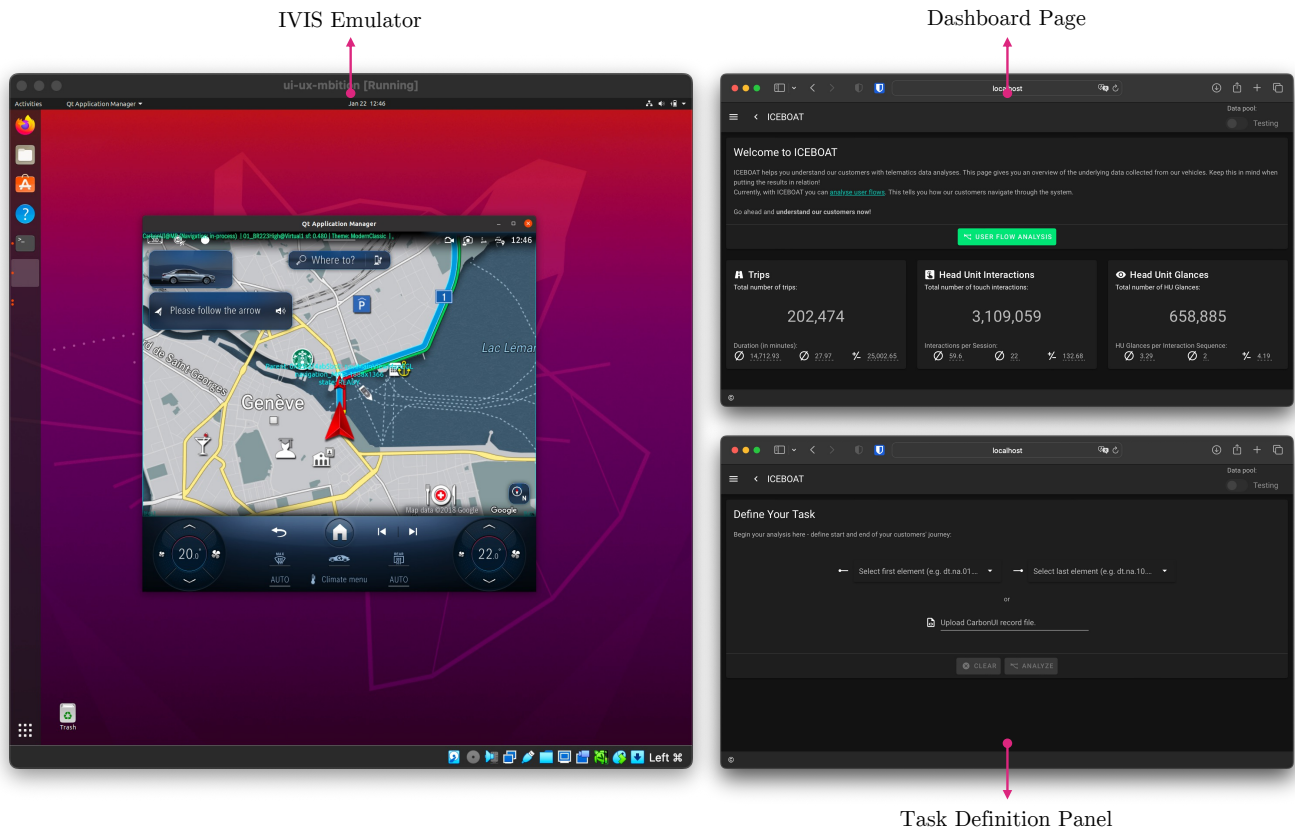 IVIS Emulator
Dashboard Page
ui-ux-mbition [Running]
Activities
Qt Application Manager
Jan 22 12:46
Qt Application Manager
12:46
Where to?
P
1
Please follow the arrow
Lac Léman
rd de Saint-Georges
Genève
Map data ©2018 Google
Google
N
20.0°
22.0°
MAX
REAR
AUTO
Climate menu
AUTO
Trash
Left ⌘
localhost
ICEBOAT
Data pool:
Testing
Welcome to ICEBOAT
ICEBOAT helps you understand our customers with telematics data analyses. This page gives you an overview of the underlying data collected from our vehicles. Keep this in mind when
putting the results in relation!
Currently, with ICEBOAT you can analyse user flows. This tells you how our customers navigate through the system.
Go ahead and understand our customers now!
USER FLOW ANALYSIS
Trips
Total number of trips:
202,474
Duration (in minutes):
14,712.93
27.97
25,002.65
Head Unit Interactions
Total number of touch interactions:
3,109,059
Interactions per Session:
59.6
22
132.68
Head Unit Glances
Total number of HU Glances:
658,885
HU Glances per Interaction Sequence:
3.29
2
4.19
©
localhost
ICEBOAT
Data pool:
Testing
Define Your Task
Begin your analysis here - define start and end of your customers' journey:
Select first element (e.g. dt.na.01...
Select last element (e.g. dt.na.10....
or
Upload CarbonUI record file.
CLEAR
ANALYZE
©
Task Definition Panel